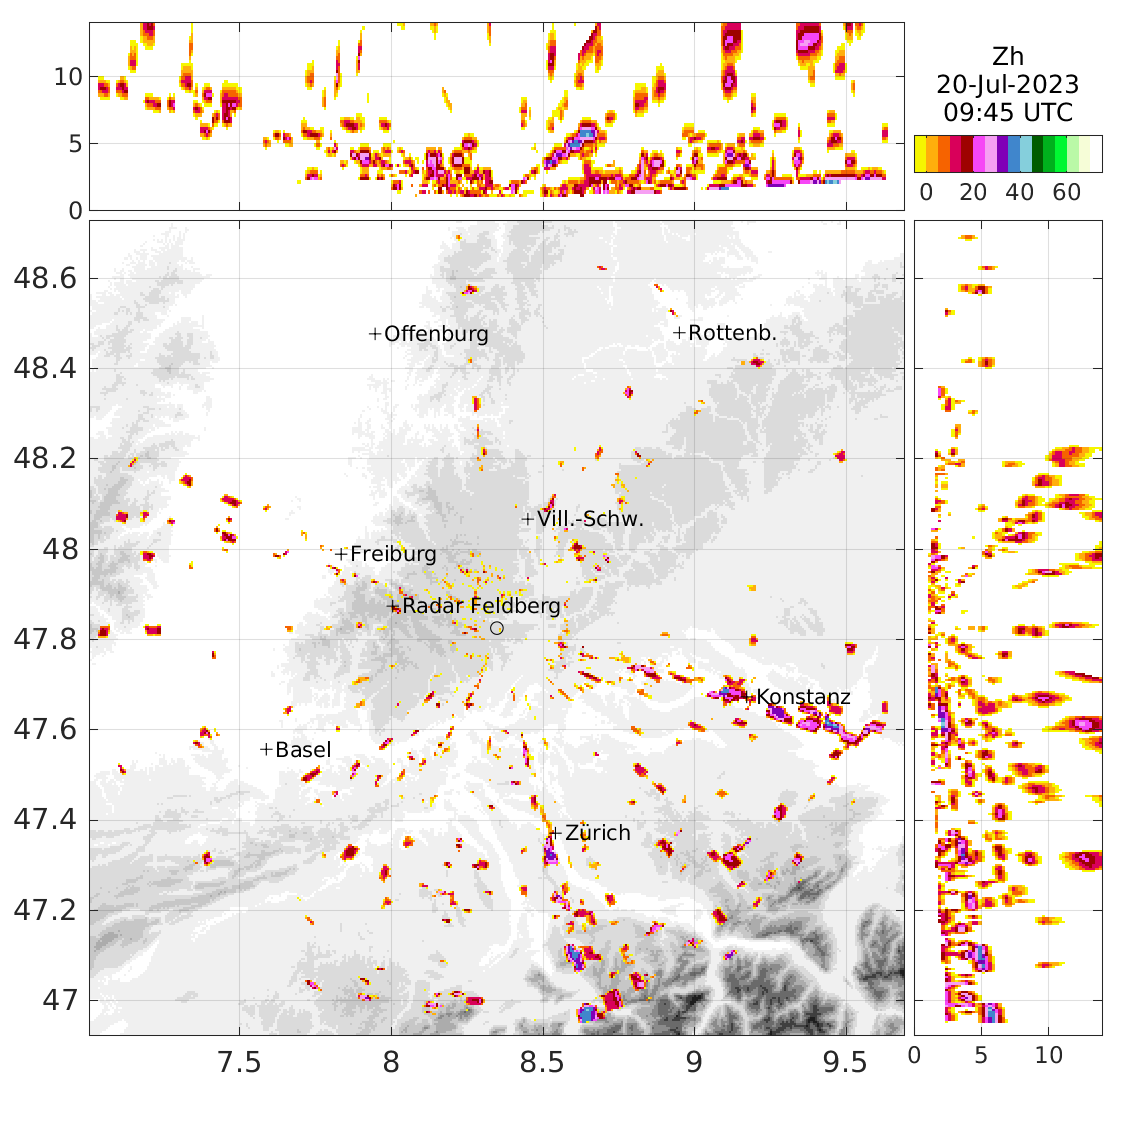 Zh
20-Jul-2023
09:45 UTC
0 20 40 60
10
5
0
48.6
+Offenburg
+Rottenb.
48.4
48.2
+Vill.-Schw.
48
+Freiburg
+Radar Feldberg
47.8
+Konstanz
47.6
+Basel
47.4
+Zürich
47.2
47
7.5 8 8.5 9 9.5
0 5 10